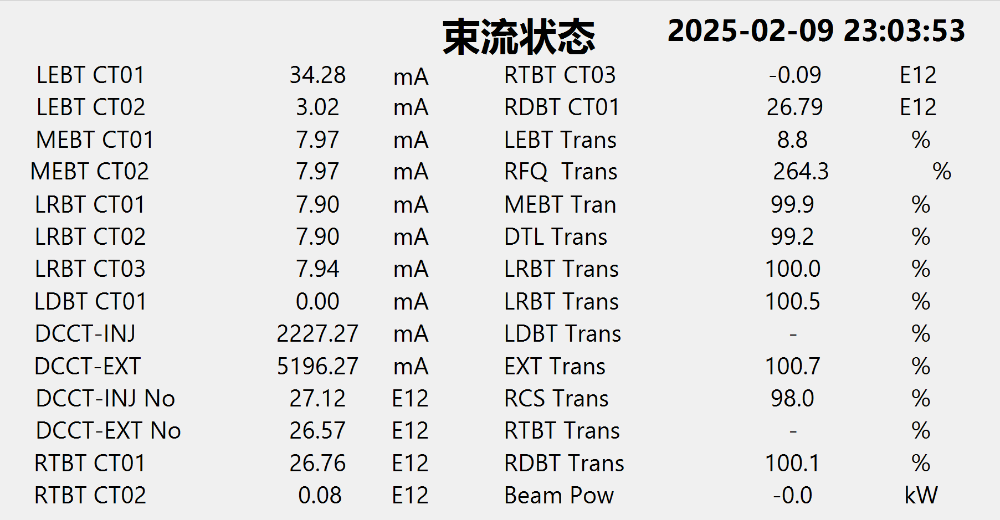 束流状态 2025-02-09 23:03:53
LEBT CT01 34.28 mA RTBT CT03 -0.09 E12
LEBT CT02 3.02 mA RDBT CT01 26.79 E12
MEBT CT01 7.97 mA LEBT Trans 8.8 %
MEBT CT02 7.97 mA RFQ Trans 264.3 %
LRBT CT01 7.90 mA MEBT Tran 99.9 %
LRBT CT02 7.90 mA DTL Trans 99.2 %
LRBT CT03 7.94 mA LRBT Trans 100.0 %
LDBT CT01 0.00 mA LRBT Trans 100.5 %
DCCT-INJ 2227.27 mA LDBT Trans - %
DCCT-EXT 5196.27 mA EXT Trans 100.7 %
DCCT-INJ No 27.12 E12 RCS Trans 98.0 %
DCCT-EXT No 26.57 E12 RTBT Trans - %
RTBT CT01 26.76 E12 RDBT Trans 100.1 %
RTBT CT02 0.08 E12 Beam Pow -0.0 kW